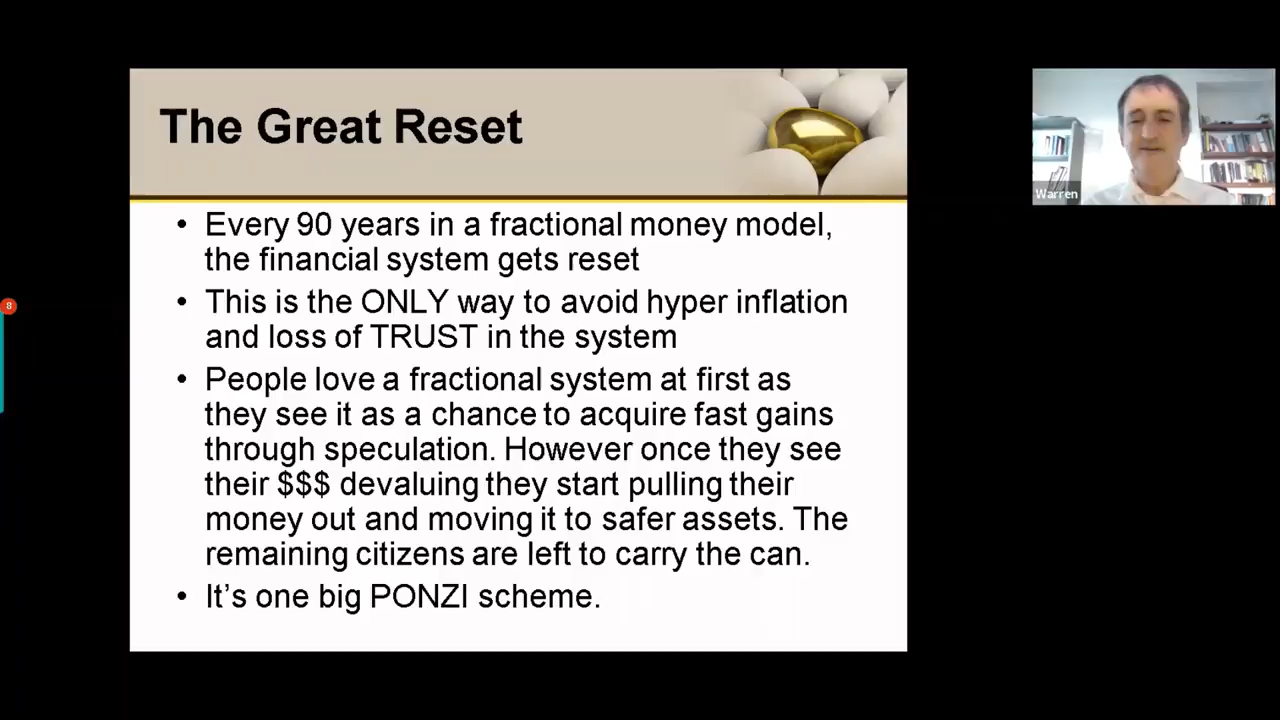 The Great Reset
• Every 90 years in a fractional money model,
the financial system gets reset
• This is the ONLY way to avoid hyper inflation
and loss of TRUST in the system
• People love a fractional system at first as
they see it as a chance to acquire fast gains
through speculation. However once they see
their $$$ devaluing they start pulling their
money out and moving it to safer assets. The
remaining citizens are left to carry the can.
• It's one big PONZI scheme.
Warren
8